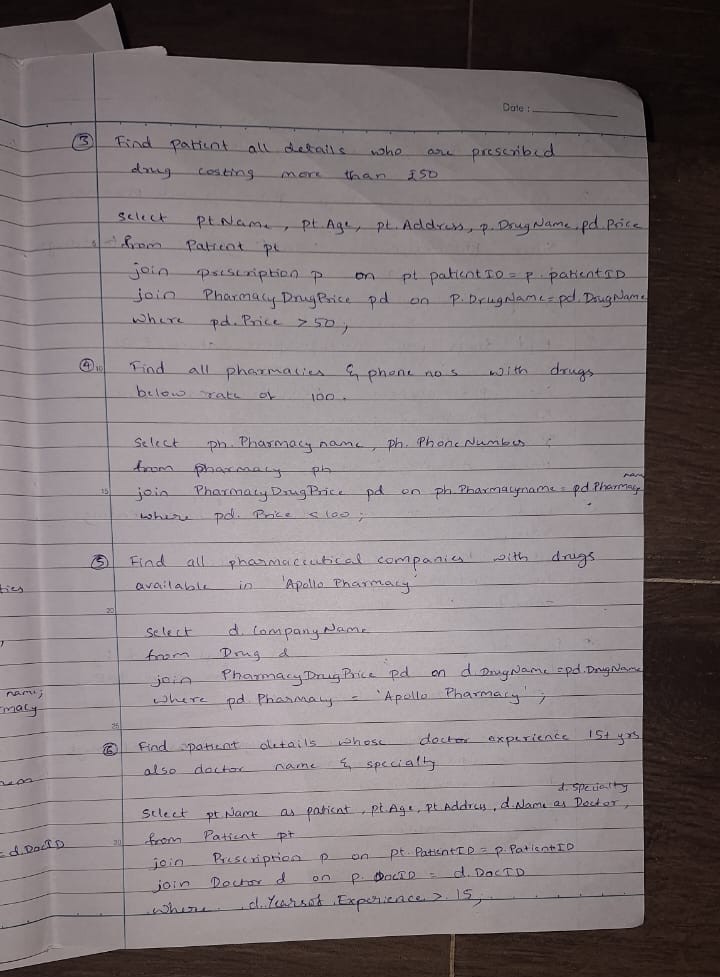 Date :
3 Find patient all details who are prescribed
drug costing more than ₤50
Select pt.Name, pt.Age, pt.Address, p.DrugName, pd.Price
from Patient pt
join prescription p on pt.patientID = p.patientID
join PharmacyDrugPrice pd on P.DrugName = pd.DrugName
Where pd.Price > 50;
4 10 Find all pharmacies & phone nos with drugs
below rate of 100.
Select ph.Pharmacyname, ph.PhoneNumber
from pharmacy ph
name
15 join PharmacyDrugPrice pd on ph.Pharmacyname = pd.Pharmacy
where pd.Price < 100;
5 Find all pharmaceutical companies with drugs
ties
available in 'Apollo Pharmacy'
20
Select d.CompanyName
from Drug d
join PharmacyDrugPrice pd on d.DrugName = pd.DrugName
name;
where pd Pharmacy = 'Apollo Pharmacy';
macy
25
6 Find patient details whose doctor experience 15+ yrs
also doctor name & specialty
d.Specialty
Select pt.Name as patient, pt.Age, pt.Address, d.Name as Doctor,
from Patient pt
= d.DocID
join Prescription p on pt.PatientID = p.PatientID
join Doctor d on p.DocID = d.DocID
where d.YearsofExperience > 15;